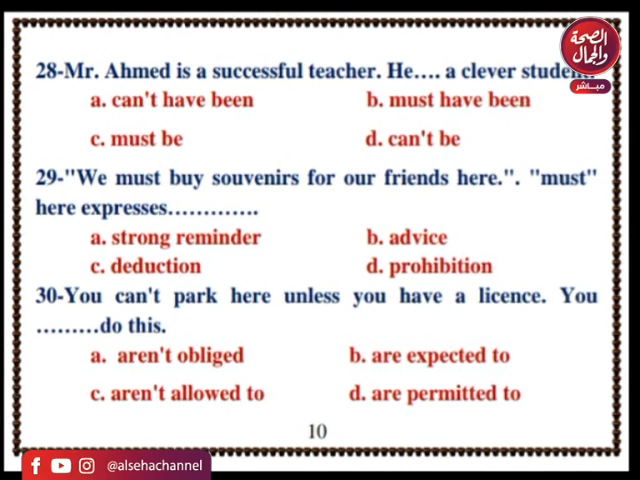 الصحة
والجمال
مباشر
28-Mr. Ahmed is a successful teacher. He…. a clever student.
a. can't have been b. must have been
c. must be d. can't be
29-"We must buy souvenirs for our friends here.". "must"
here expresses………….
a. strong reminder b. advice
c. deduction d. prohibition
30-You can't park here unless you have a licence. You
………do this.
a. aren't obliged b. are expected to
c. aren't allowed to d. are permitted to
10
@alsehachannel